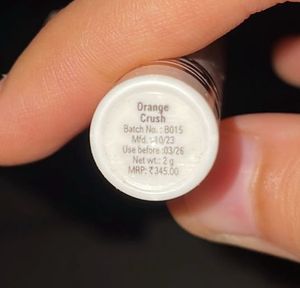 Orange
Crush
Batch No. : B015
Mfd. :10/23
Use before :03/26
Net wt.: 2 g
MRP: ₹345.00